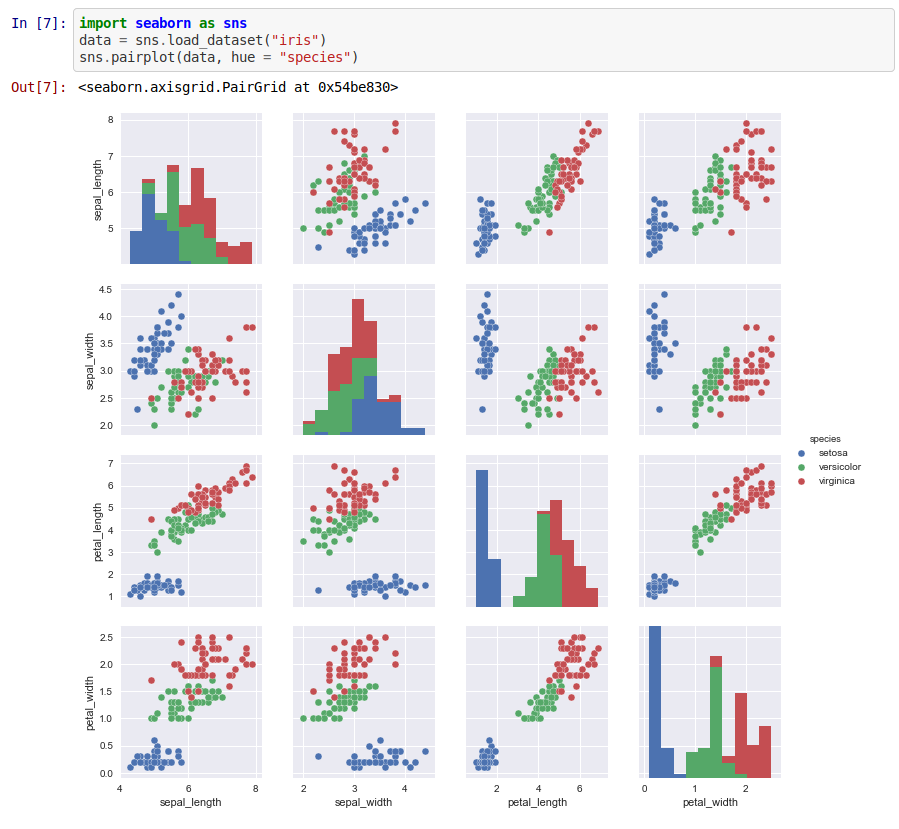 In [7]: import seaborn as sns
data = sns.load_dataset("iris")
sns.pairplot(data, hue = "species")
Out[7]: <seaborn.axisgrid.PairGrid at 0x54be830>
8
7
6
5
sepal_length
4.5
4.0
3.5
3.0
2.5
2.0
sepal_width
species
setosa
versicolor
virginica
7
6
5
4
3
2
1
petal_length
2.5
2.0
1.5
1.0
0.5
0.0
petal_width
4 6 8 2 3 4 2 4 6 0 1 2
sepal_length sepal_width petal_length petal_width